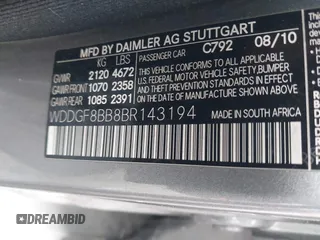 MFD BY DAIMLER AG STUTTGART
PASSENGER CAR C792 08/10
KG LBS
GVWR 2120 4672
GAWR FRONT 1070 2358
GAWR REAR 1085 2391
THIS VEHICLE CONFORMS TO ALL APPLICABLE
U.S. FEDERAL MOTOR VEHICLE SAFETY,
BUMPER, AND THEFT PREVENTION
STANDARDS IN EFFECT ON THE DATE OF
MANUFACTURE SHOWN ABOVE.
WDDGF8BB8BR143194
MADE IN SOUTH AFRICA
DREAMBID